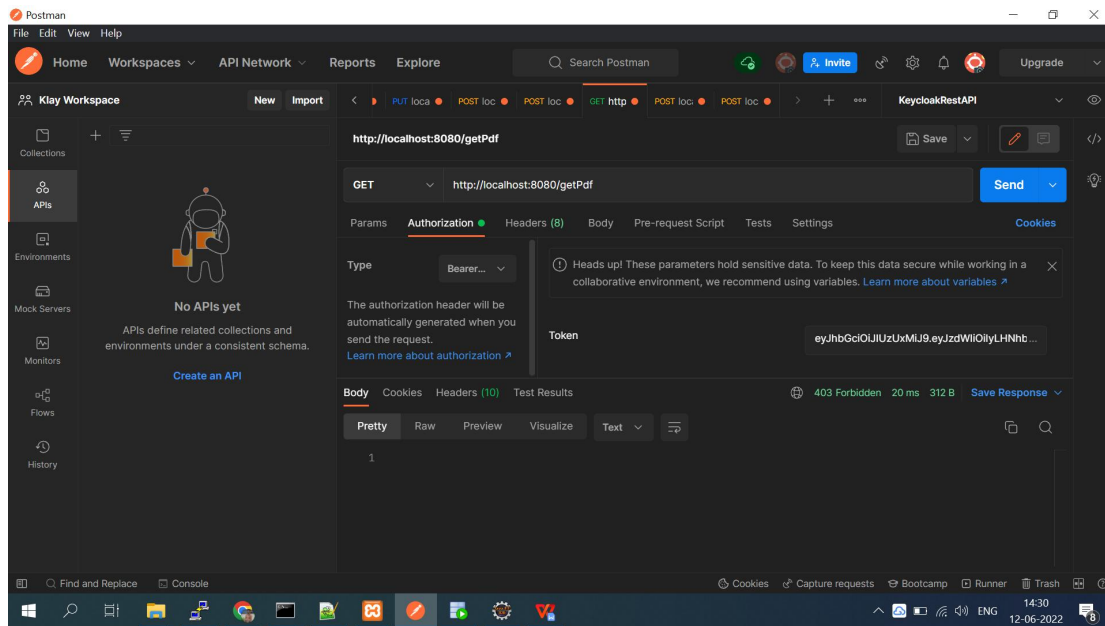 Postman
File Edit View Help
Home Workspaces API Network Reports Explore Search Postman Invite Upgrade
Klay Workspace New Import PUT loca POST loc POST loc GET http POST loc POST loc KeycloakRestAPI
Collections
APIs
Environments
Mock Servers
Monitors
Flows
History
No APIs yet
APIs define related collections and
environments under a consistent schema.
Create an API
http://localhost:8080/getPdf Save
GET http://localhost:8080/getPdf Send
Params Authorization Headers (8) Body Pre-request Script Tests Settings Cookies
Type Bearer...
The authorization header will be
automatically generated when you
send the request.
Learn more about authorization ↗
Heads up! These parameters hold sensitive data. To keep this data secure while working in a
collaborative environment, we recommend using variables. Learn more about variables ↗
Token eyJhbGciOiJIUzUxMiJ9.eyJzdWIiOiIyLHNhb...
Body Cookies Headers (10) Test Results 403 Forbidden 20 ms 312 B Save Response
Pretty Raw Preview Visualize Text
1
Find and Replace Console Cookies Capture requests Bootcamp Runner Trash
ENG 14:30
12-06-2022
8